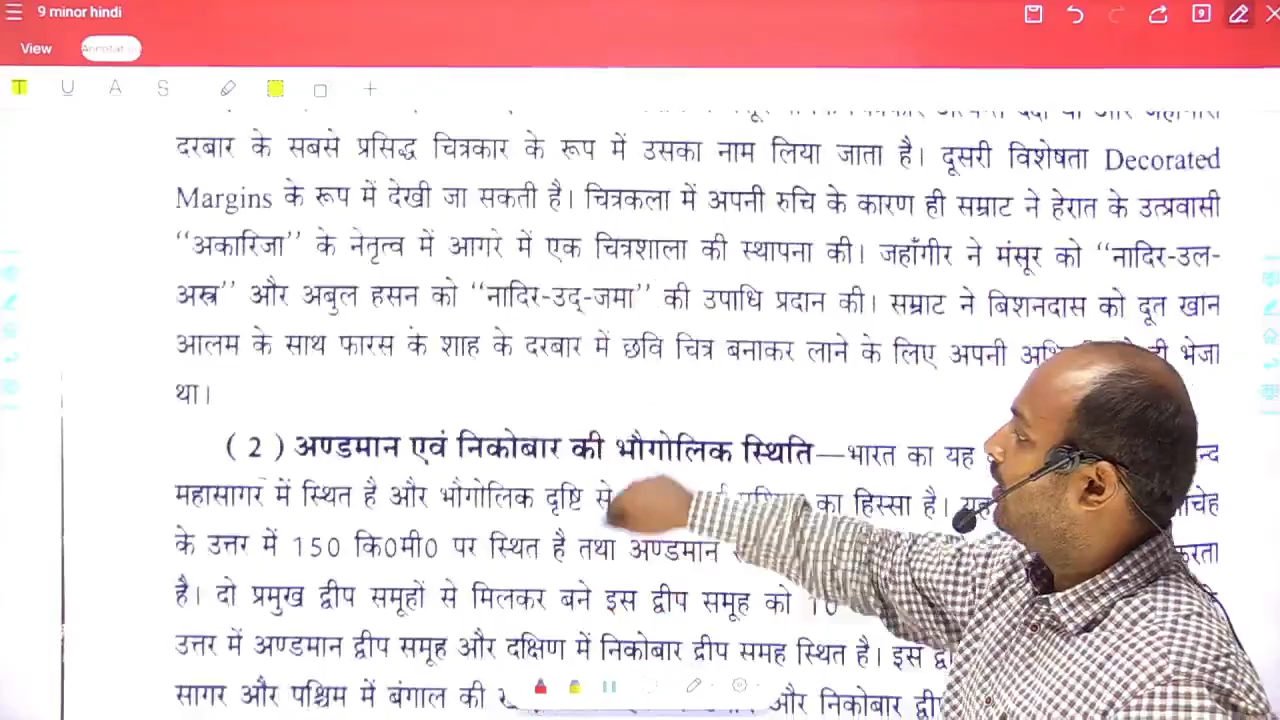 9 minor hindi
View
दरबार के सबसे प्रसिद्ध चित्रकार के रूप में उसका नाम लिया जाता है। दूसरी विशेषता Decorated
Margins के रूप में देखी जा सकती है। चित्रकला में अपनी रुचि के कारण ही सम्राट ने हेरात के उत्प्रवासी
“अकारिजा” के नेतृत्व में आगरे में एक चित्रशाला की स्थापना की। जहाँगीर ने मंसूर को “नादिर-उल-
अस्त्र” और अबुल हसन को “नादिर-उद्-जमा” की उपाधि प्रदान की। सम्राट ने बिशनदास को दूत खान
आलम के साथ फारस के शाह के दरबार में छवि चित्र बनाकर लाने के लिए अपनी भेजा
था।
( 2 ) अण्डमान एवं निकोबार की भौगोलिक स्थिति—भारत का यह
महासागर में स्थित है और भौगोलिक दृष्टि से का हिस्सा है।
के उत्तर में 150 कि0मी0 पर स्थित है तथा अण्डमान
है। दो प्रमुख द्वीप समूहों से मिलकर बने इस द्वीप समूह को
उत्तर में अण्डमान द्वीप समूह और दक्षिण में निकोबार द्वीप समह स्थित है। इस
सागर और पश्चिम में बंगाल की और निकोबार